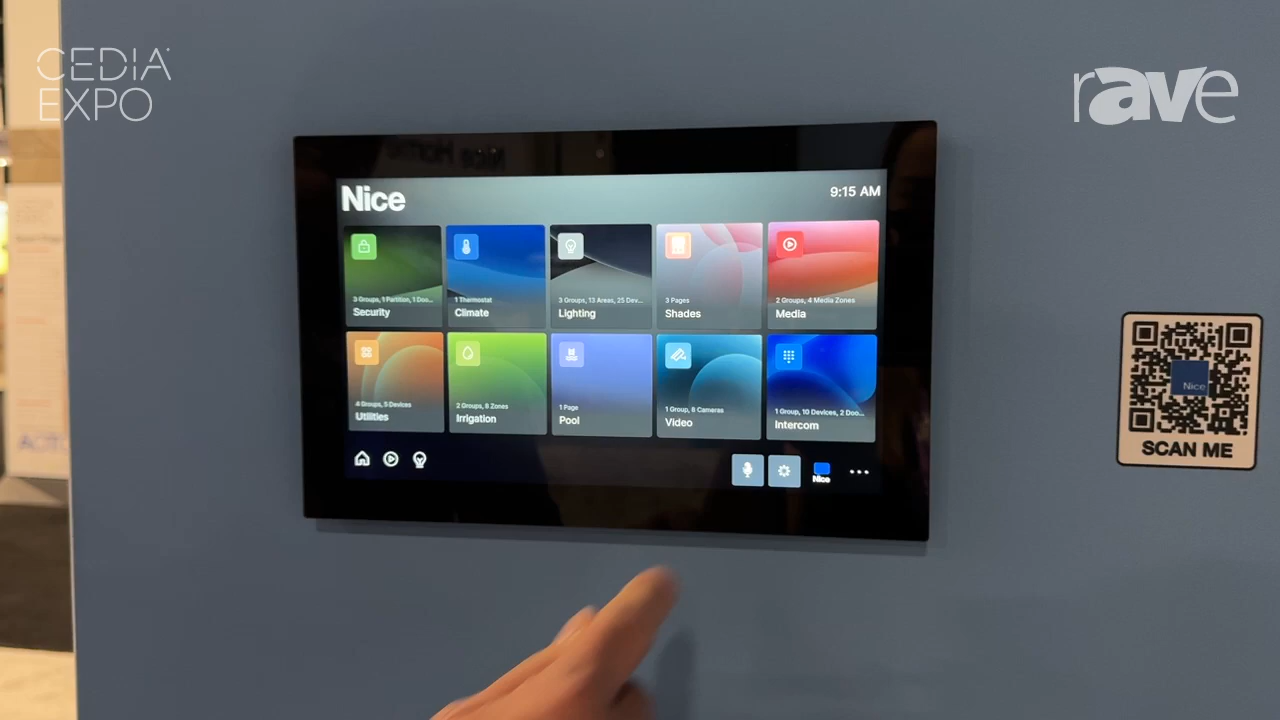 CEDIA
EXPO
rave
Nice
9:15 AM
3 Groups, 1 Partition, 1 Doo...
Security
1 Thermostat
Climate
3 Groups, 13 Areas, 25 Dev...
Lighting
3 Pages
Shades
2 Groups, 4 Media Zones
Media
4 Groups, 5 Devices
Utilities
2 Groups, 8 Zones
Irrigation
1 Page
Pool
1 Group, 8 Cameras
Video
1 Group, 10 Devices, 2 Doo...
Intercom
Nice
Nice
SCAN ME